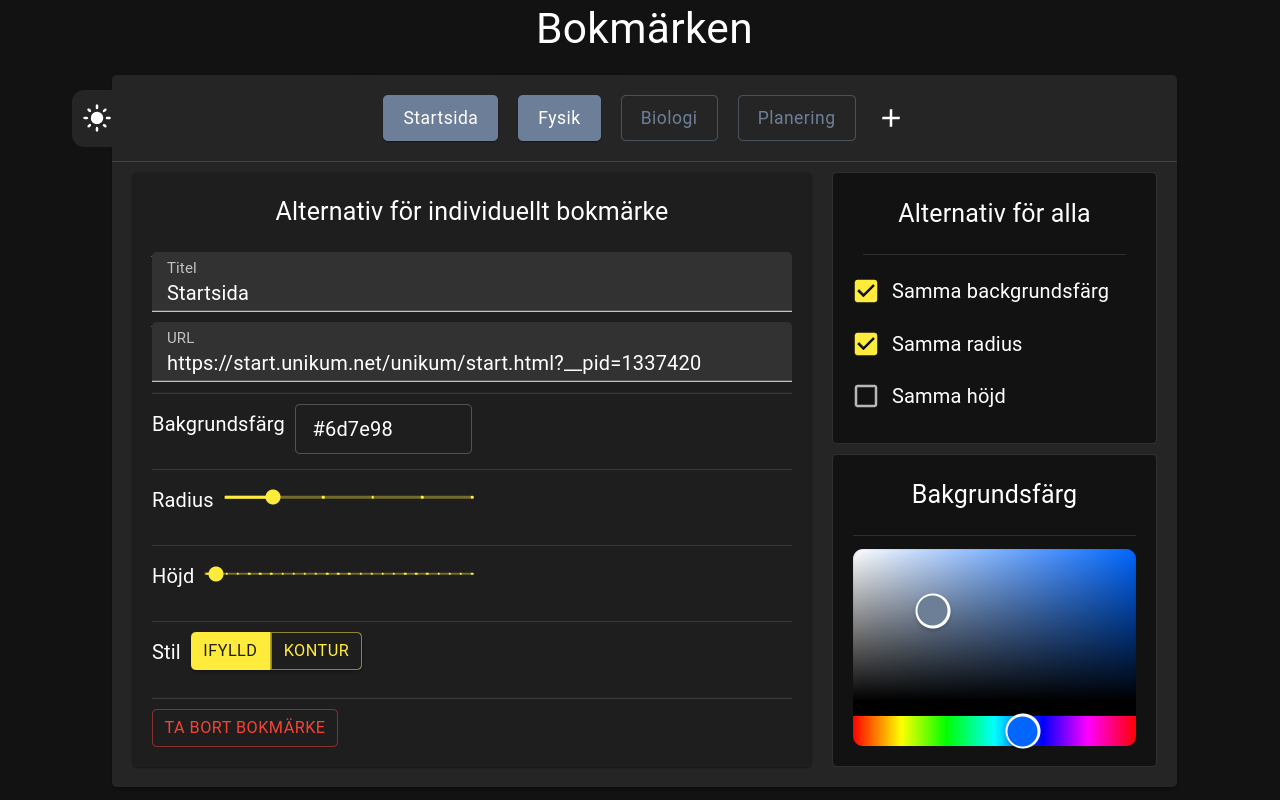 Bokmärken
Startsida Fysik Biologi Planering
Alternativ för individuellt bokmärke
Titel
Startsida
URL
https://start.unikum.net/unikum/start.html?__pid=1337420
Bakgrundsfärg #6d7e98
Radius
Höjd
Stil IFYLLD KONTUR
TA BORT BOKMÄRKE
Alternativ för alla
Samma backgrundsfärg
Samma radius
Samma höjd
Bakgrundsfärg